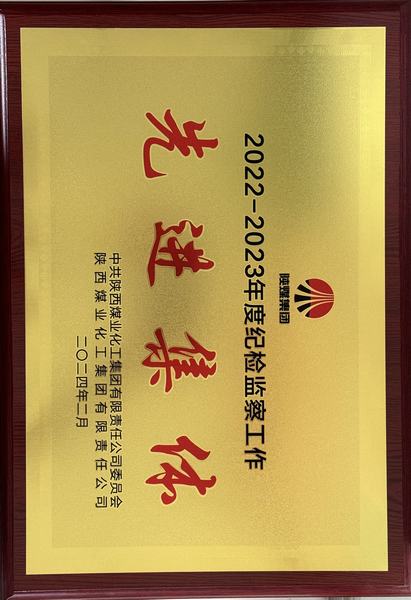 陕煤集团
2022-2023年度纪检监察工作
先进集体
中共陕西煤业化工集团有限责任公司委员会
陕西煤业化工集团有限责任公司
二〇二四年二月